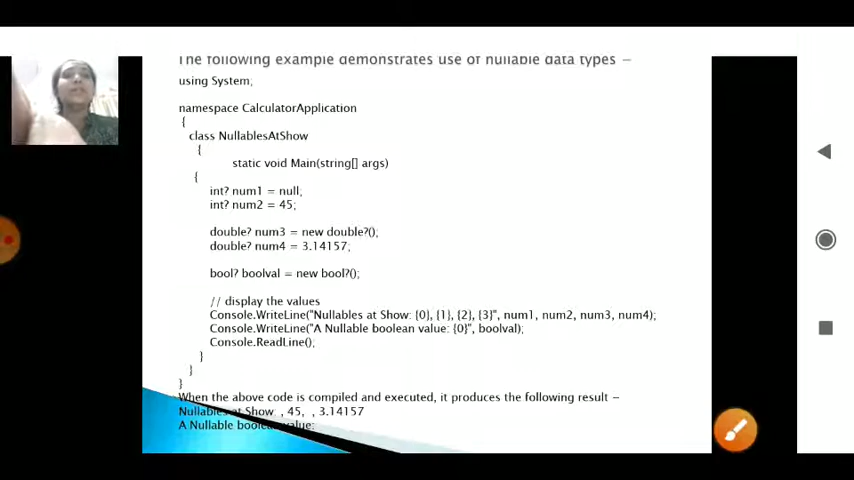 The following example demonstrates use of nullable data types −
using System;
namespace CalculatorApplication
{
class NullablesAtShow
{
static void Main(string[] args)
{
int? num1 = null;
int? num2 = 45;
double? num3 = new double?();
double? num4 = 3.14157;
bool? boolval = new bool?();
// display the values
Console.WriteLine("Nullables at Show: {0}, {1}, {2}, {3}", num1, num2, num3, num4);
Console.WriteLine("A Nullable boolean value: {0}", boolval);
Console.ReadLine();
}
}
}
When the above code is compiled and executed, it produces the following result −
Nullables at Show: , 45, , 3.14157
A Nullable boolean value: